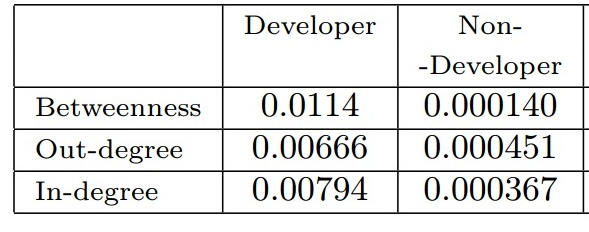 Developer Non-
-Developer
Betweenness 0.0114 0.000140
Out-degree 0.00666 0.000451
In-degree 0.00794 0.000367